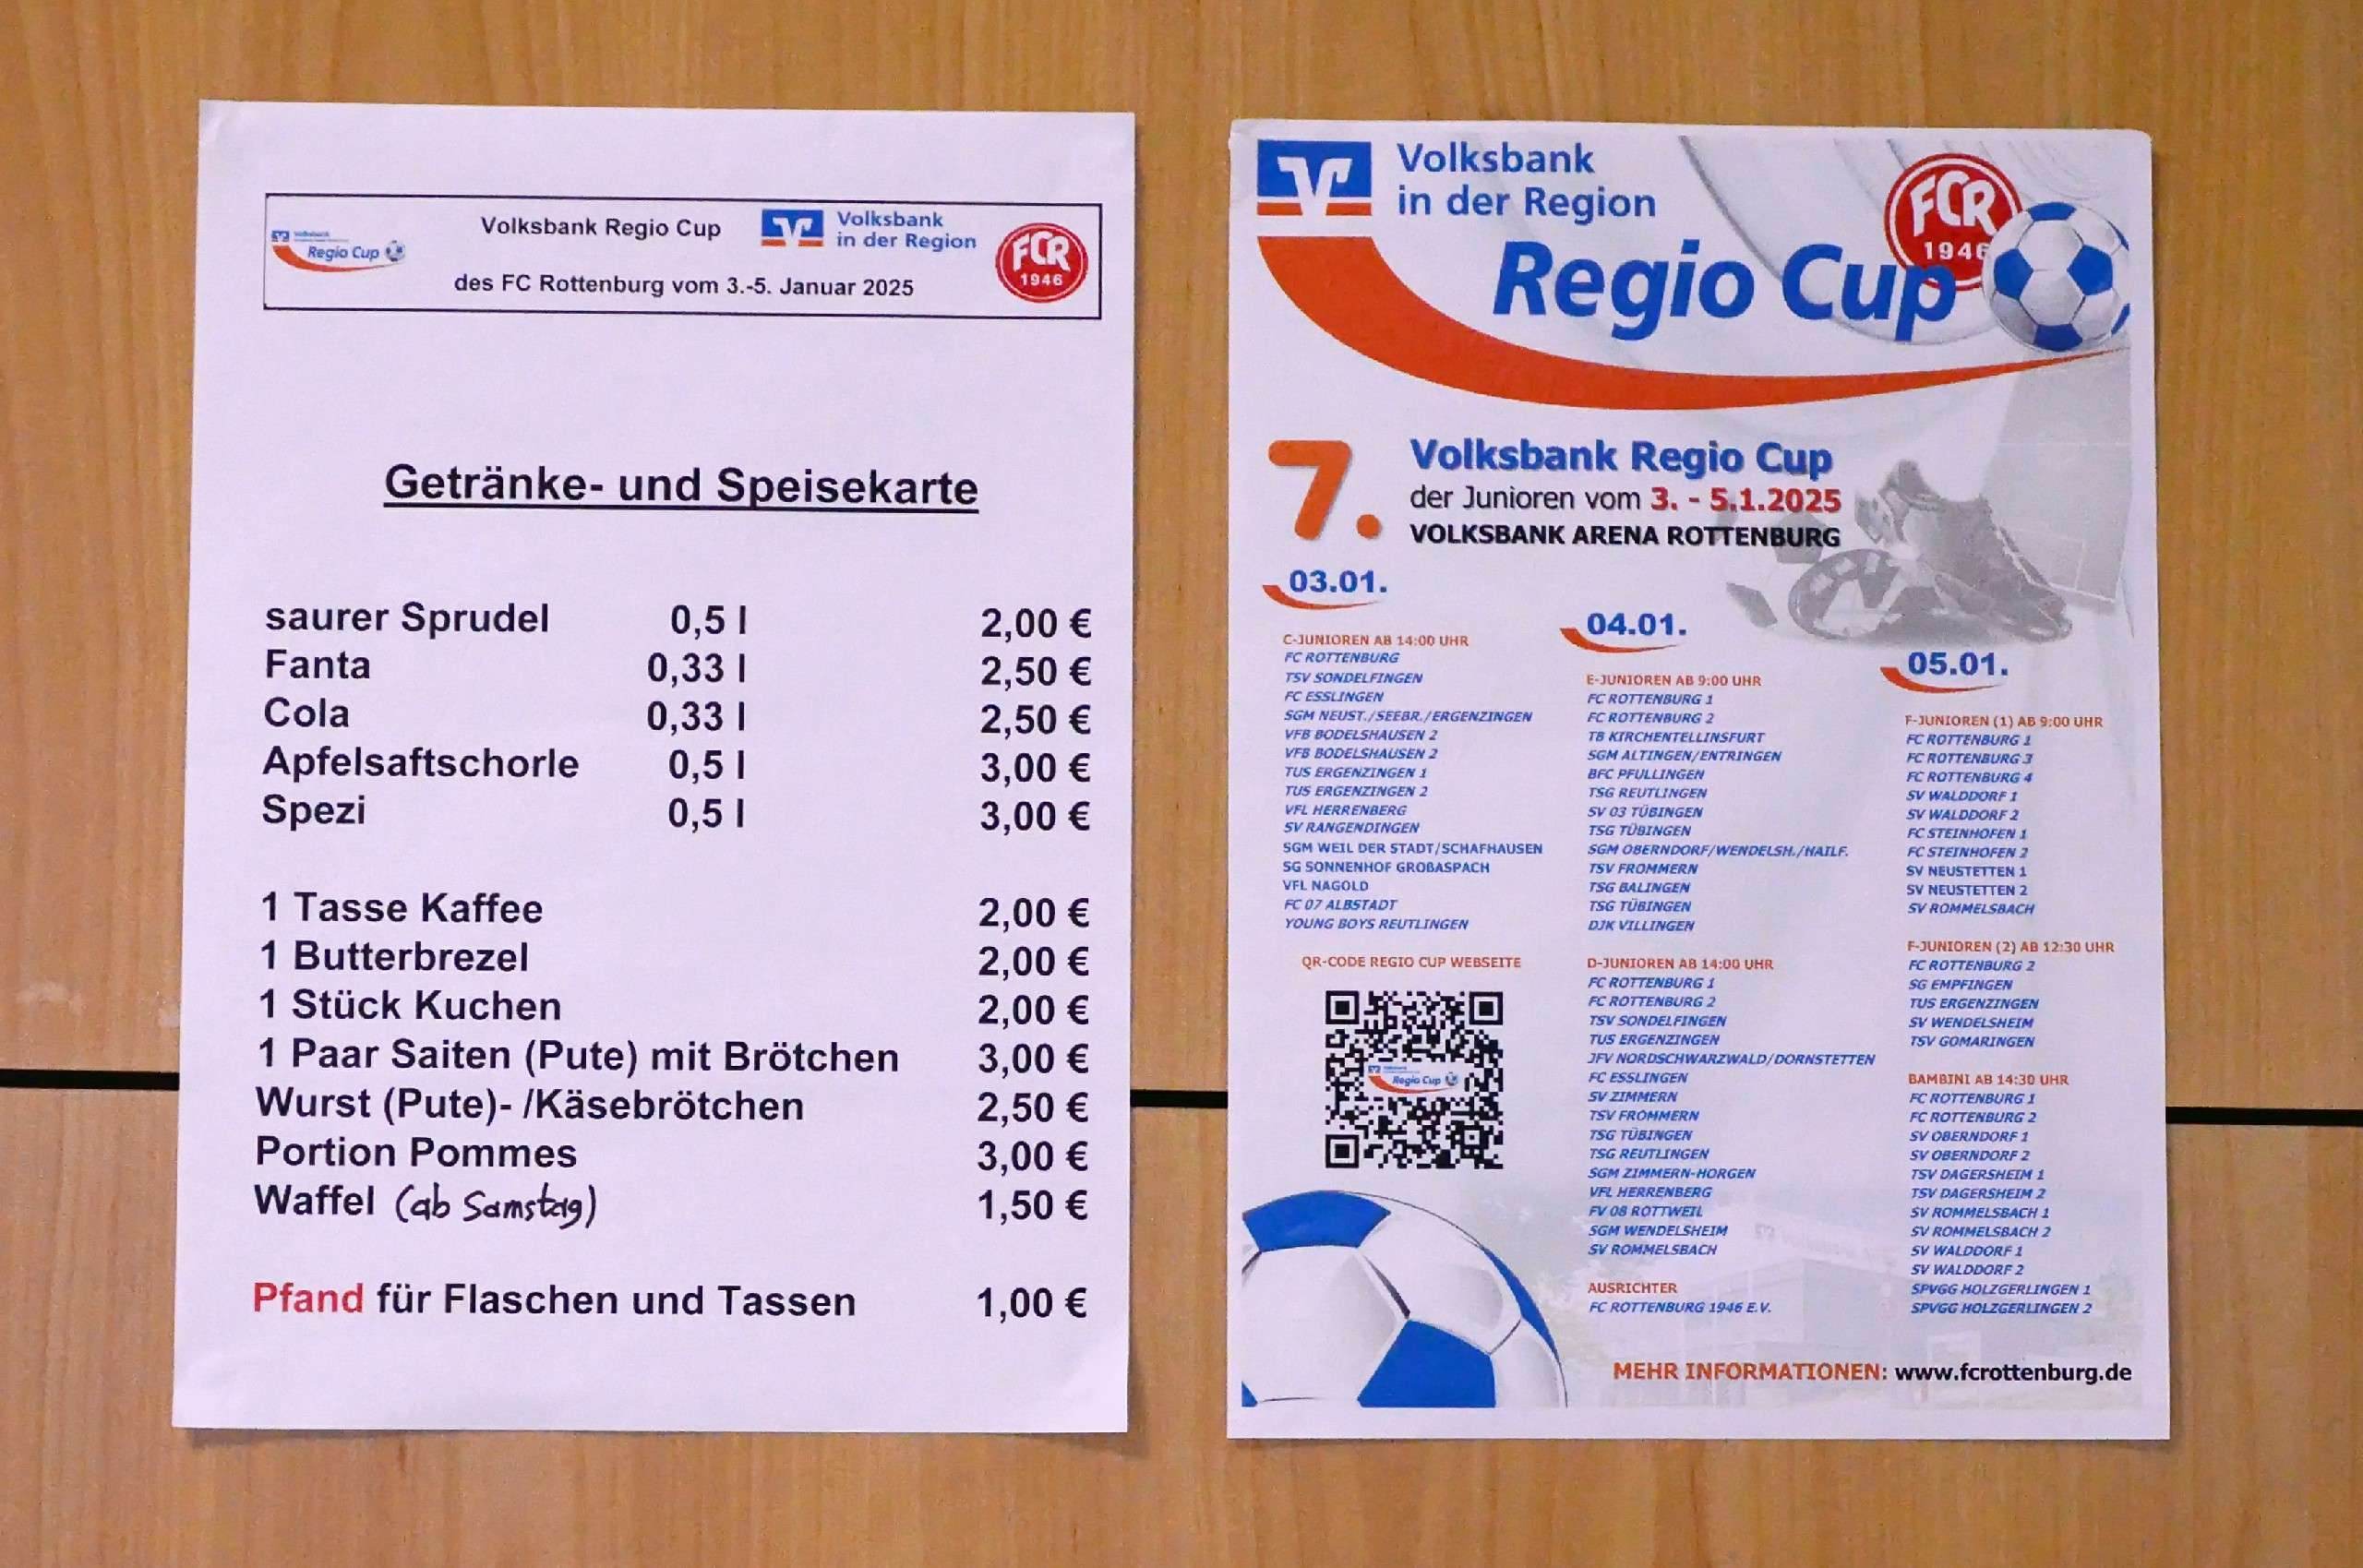 Volksbank
Regio Cup
Volksbank Regio Cup
Volksbank
in der Region
FCR
1946
des FC Rottenburg vom 3.-5. Januar 2025
Getränke- und Speisekarte
saurer Sprudel 0,5 l 2,00 €
Fanta 0,33 l 2,50 €
Cola 0,33 l 2,50 €
Apfelsaftschorle 0,5 l 3,00 €
Spezi 0,5 l 3,00 €
1 Tasse Kaffee 2,00 €
1 Butterbrezel 2,00 €
1 Stück Kuchen 2,00 €
1 Paar Saiten (Pute) mit Brötchen 3,00 €
Wurst (Pute)- /Käsebrötchen 2,50 €
Portion Pommes 3,00 €
Waffel (ab Samstag) 1,50 €
Pfand für Flaschen und Tassen 1,00 €
Volksbank
in der Region
FCR
1946
Regio Cup
7. Volksbank Regio Cup
der Junioren vom 3. - 5.1.2025
VOLKSBANK ARENA ROTTENBURG
03.01.
C-JUNIOREN AB 14:00 UHR
FC ROTTENBURG
TSV SONDELFINGEN
FC ESSLINGEN
SGM NEUST./SEEBR./ERGENZINGEN
VFB BODELSHAUSEN 2
VFB BODELSHAUSEN 2
TUS ERGENZINGEN 1
TUS ERGENZINGEN 2
VFL HERRENBERG
SV RANGENDINGEN
SGM WEIL DER STADT/SCHAFHAUSEN
SG SONNENHOF GROßASPACH
VFL NAGOLD
FC 07 ALBSTADT
YOUNG BOYS REUTLINGEN
QR-CODE REGIO CUP WEBSEITE
Regio Cup
04.01.
E-JUNIOREN AB 9:00 UHR
FC ROTTENBURG 1
FC ROTTENBURG 2
TB KIRCHENTELLINSFURT
SGM ALTINGEN/ENTRINGEN
BFC PFULLINGEN
TSG REUTLINGEN
SV 03 TÜBINGEN
TSG TÜBINGEN
SGM OBERNDORF/WENDELSH./HAILF.
TSV FROMMERN
TSG BALINGEN
TSG TÜBINGEN
DJK VILLINGEN
D-JUNIOREN AB 14:00 UHR
FC ROTTENBURG 1
FC ROTTENBURG 2
TSV SONDELFINGEN
TUS ERGENZINGEN
JFV NORDSCHWARZWALD/DORNSTETTEN
FC ESSLINGEN
SV ZIMMERN
TSV FROMMERN
TSG TÜBINGEN
TSG REUTLINGEN
SGM ZIMMERN-HORGEN
VFL HERRENBERG
FV 08 ROTTWEIL
SGM WENDELSHEIM
SV ROMMELSBACH
AUSRICHTER
FC ROTTENBURG 1946 E.V.
05.01.
F-JUNIOREN (1) AB 9:00 UHR
FC ROTTENBURG 1
FC ROTTENBURG 3
FC ROTTENBURG 4
SV WALDDORF 1
SV WALDDORF 2
FC STEINHOFEN 1
FC STEINHOFEN 2
SV NEUSTETTEN 1
SV NEUSTETTEN 2
SV ROMMELSBACH
F-JUNIOREN (2) AB 12:30 UHR
FC ROTTENBURG 2
SG EMPFINGEN
TUS ERGENZINGEN
SV WENDELSHEIM
TSV GOMARINGEN
BAMBINI AB 14:30 UHR
FC ROTTENBURG 1
FC ROTTENBURG 2
SV OBERNDORF 1
SV OBERNDORF 2
TSV DAGERSHEIM 1
TSV DAGERSHEIM 2
SV ROMMELSBACH 1
SV ROMMELSBACH 2
SV WALDDORF 1
SV WALDDORF 2
SPVGG HOLZGERLINGEN 1
SPVGG HOLZGERLINGEN 2
MEHR INFORMATIONEN: www.fcrottenburg.de